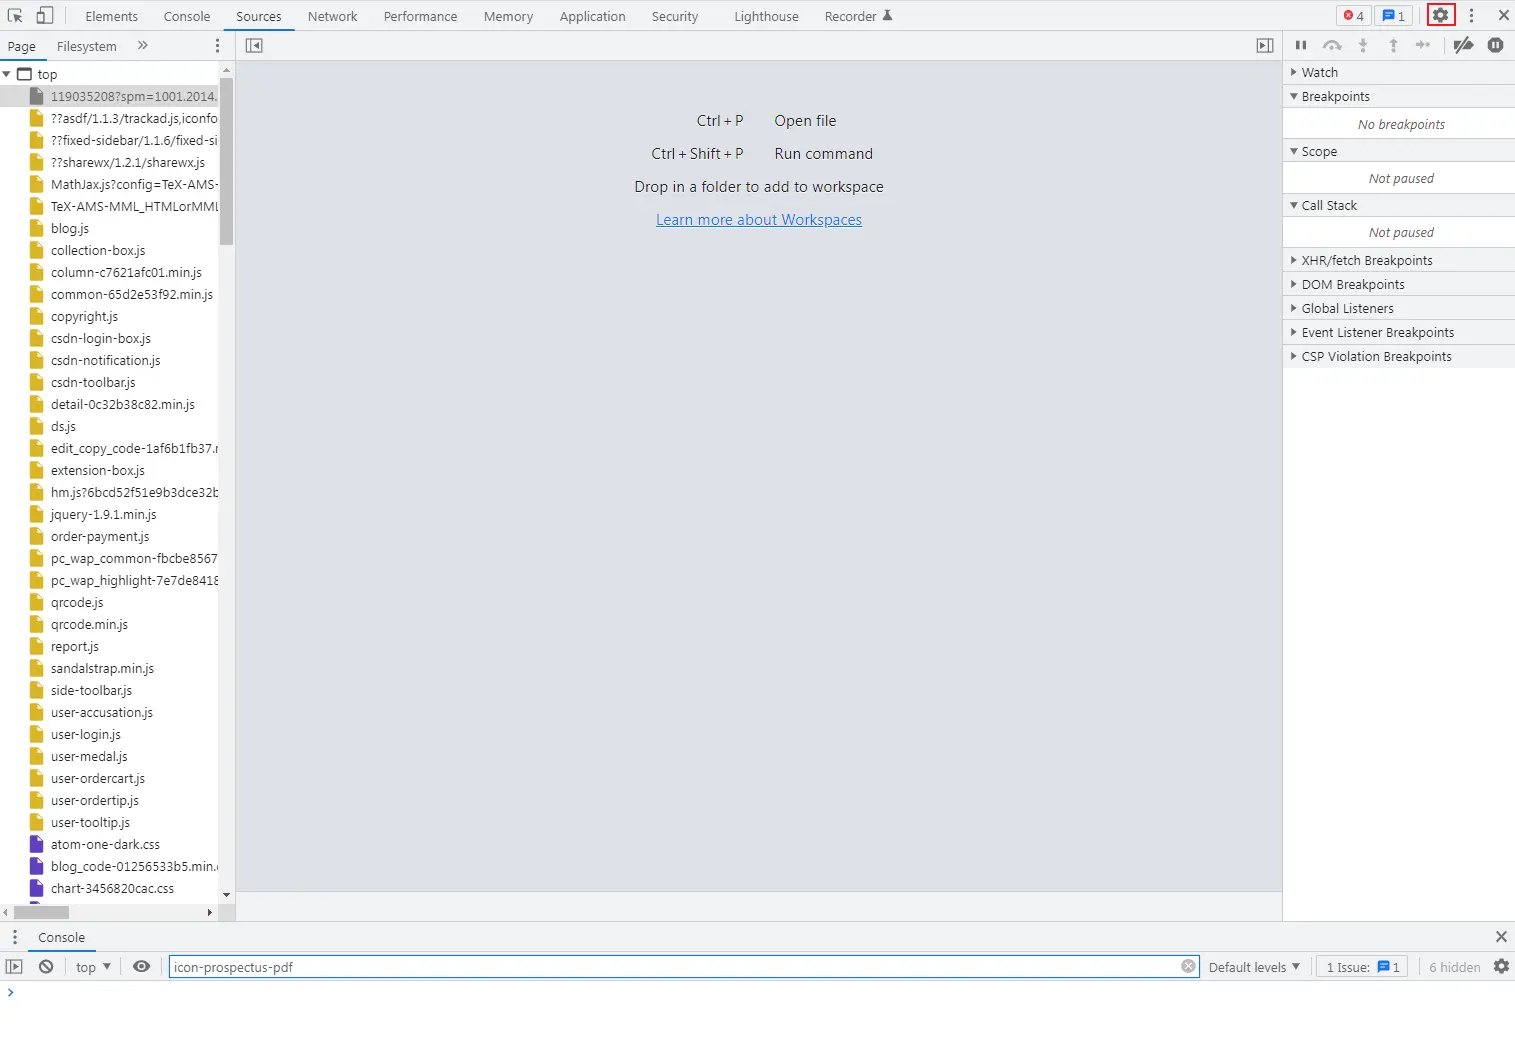 Elements Console Sources Network Performance Memory Application Security Lighthouse Recorder 4 1
Page Filesystem
top
119035208?spm=1001.2014.
??asdf/1.1.3/trackad.js,iconfo
??fixed-sidebar/1.1.6/fixed-si
??sharewx/1.2.1/sharewx.js
MathJax.js?config=TeX-AMS-
TeX-AMS-MML_HTMLorMML
blog.js
collection-box.js
column-c7621afc01.min.js
common-65d2e53f92.min.js
copyright.js
csdn-login-box.js
csdn-notification.js
csdn-toolbar.js
detail-0c32b38c82.min.js
ds.js
edit_copy_code-1af6b1fb37.r
extension-box.js
hm.js?6bcd52f51e9b3dce32b
jquery-1.9.1.min.js
order-payment.js
pc_wap_common-fbcbe8567
pc_wap_highlight-7e7de8418
qrcode.js
qrcode.min.js
report.js
sandalstrap.min.js
side-toolbar.js
user-accusation.js
user-login.js
user-medal.js
user-ordercart.js
user-ordertip.js
user-tooltip.js
atom-one-dark.css
blog_code-01256533b5.min.c
chart-3456820cac.css
Ctrl + P Open file
Ctrl + Shift + P Run command
Drop in a folder to add to workspace
Learn more about Workspaces
Watch
Breakpoints
No breakpoints
Scope
Not paused
Call Stack
Not paused
XHR/fetch Breakpoints
DOM Breakpoints
Global Listeners
Event Listener Breakpoints
CSP Violation Breakpoints
Console
top icon-prospectus-pdf Default levels 1 Issue: 1 6 hidden